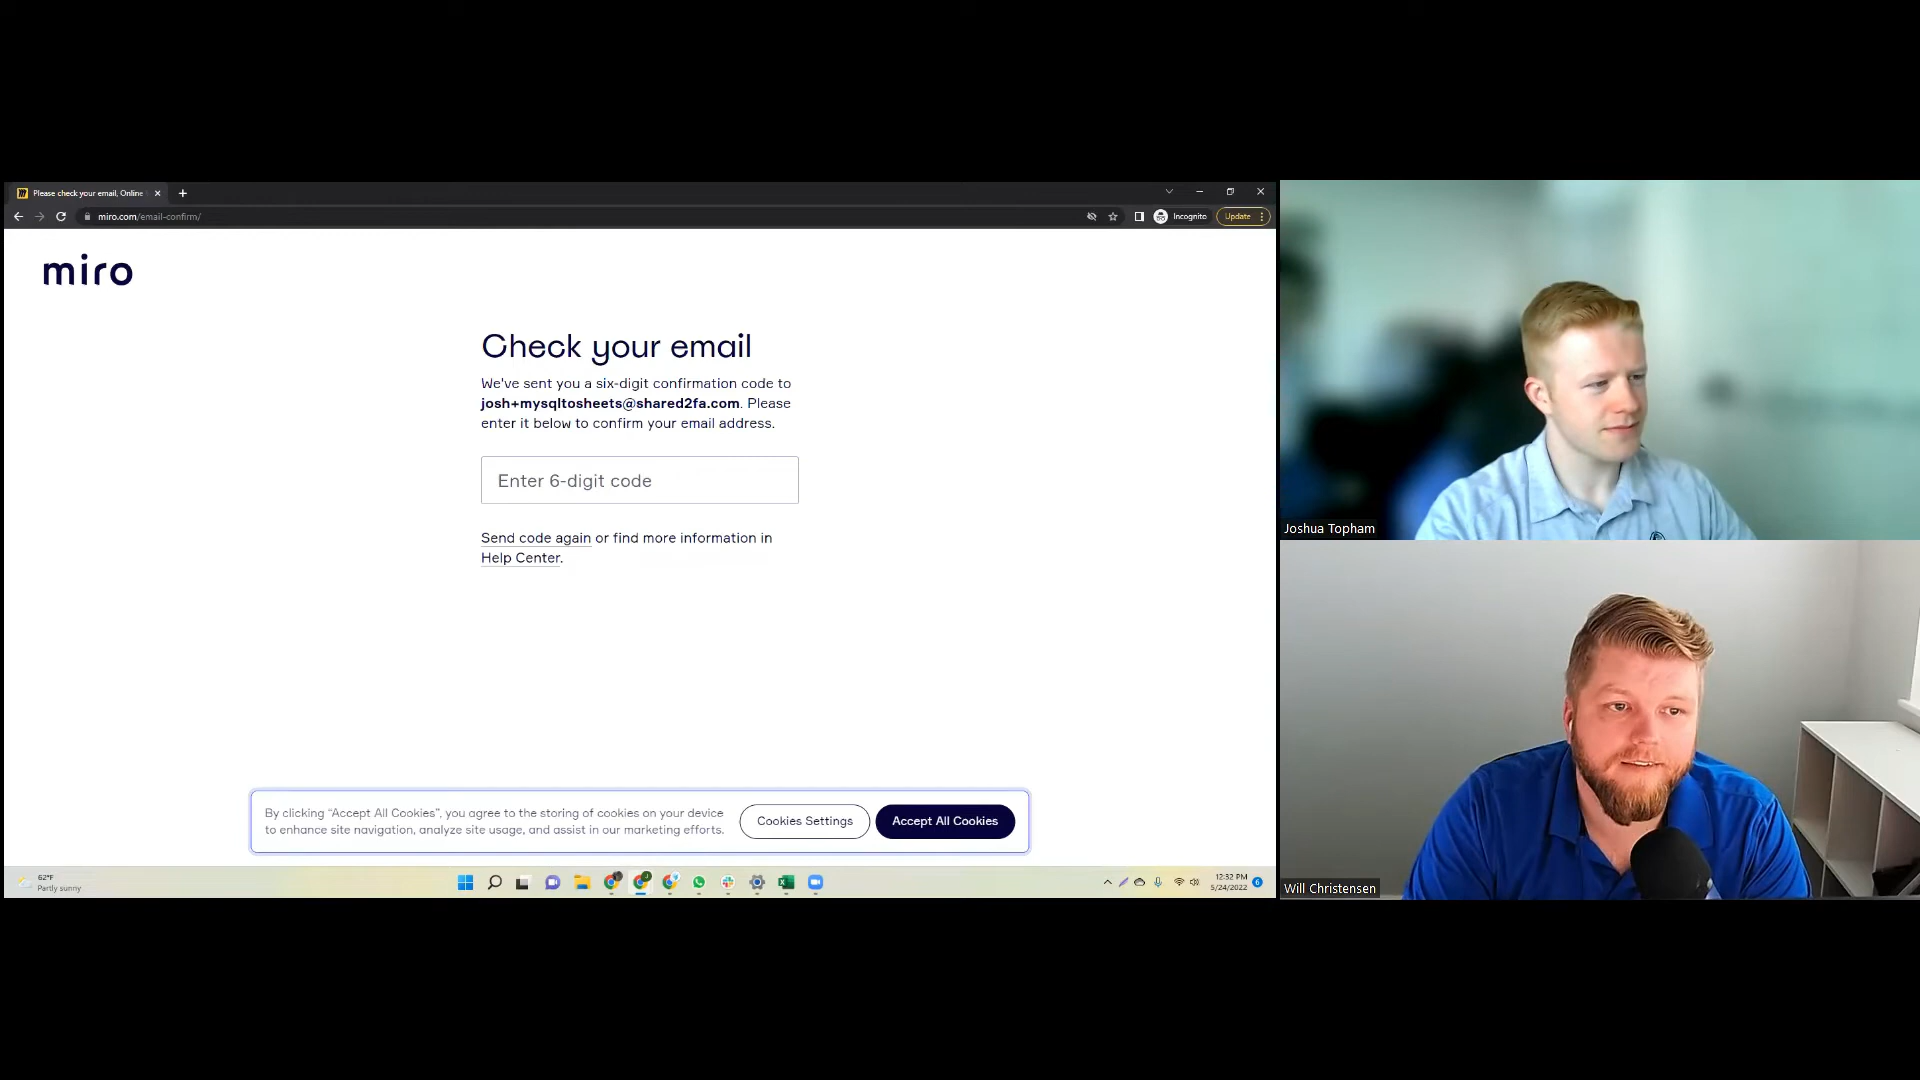 Please check your email, Online
miro.com/email-confirm/
Incognito
Update
miro
Check your email
We've sent you a six-digit confirmation code to
josh+mysqltosheets@shared2fa.com. Please
enter it below to confirm your email address.
Enter 6-digit code
Send code again or find more information in
Help Center.
By clicking “Accept All Cookies”, you agree to the storing of cookies on your device
to enhance site navigation, analyze site usage, and assist in our marketing efforts.
Cookies Settings
Accept All Cookies
62°F
Partly sunny
12:32 PM
5/24/2022
6
Joshua Topham
Will Christensen